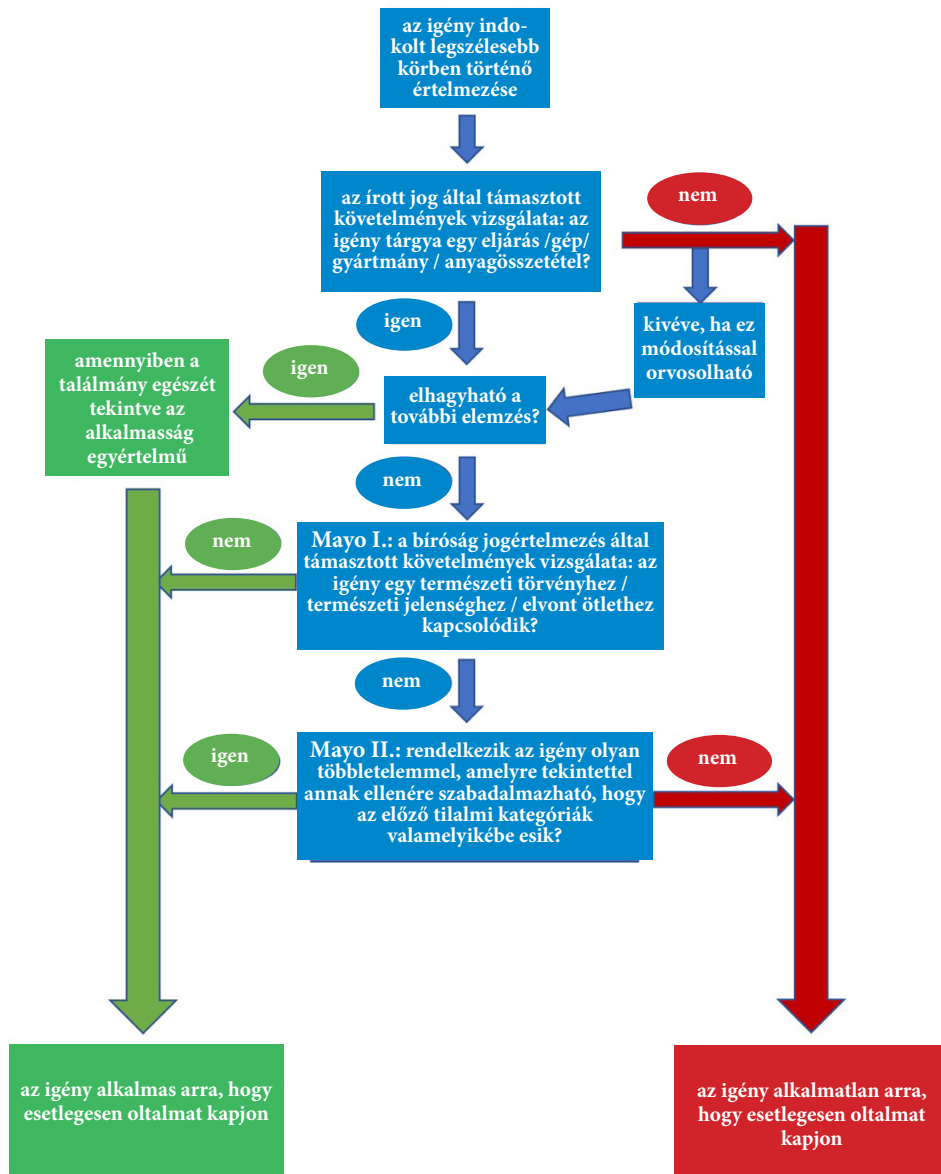 az igény indo-
kolt legszélesebb
körben történő
értelmezése
az írott jog által támasztott
követelmények vizsgálata: az
igény tárgya egy eljárás /gép/
gyártmány / anyagösszetétel?
nem
igen
kivéve, ha ez
módosítással
orvosolható
amennyiben a
találmány egészét
tekintve az
alkalmasság
egyértelmű
igen
elhagyható a
további elemzés?
nem
nem
Mayo I.: a bíróság jogértelmezés által
támasztott követelmények vizsgálata: az
igény egy természeti törvényhez /
természeti jelenséghez / elvont ötlethez
kapcsolódik?
nem
igen
Mayo II.: rendelkezik az igény olyan
többletelemmel, amelyre tekintettel
annak ellenére szabadalmazható, hogy
az előző tilalmi kategóriák
valamelyikébe esik?
nem
az igény alkalmas arra, hogy
esetlegesen oltalmat kapjon
az igény alkalmatlan arra,
hogy esetlegesen oltalmat
kapjon